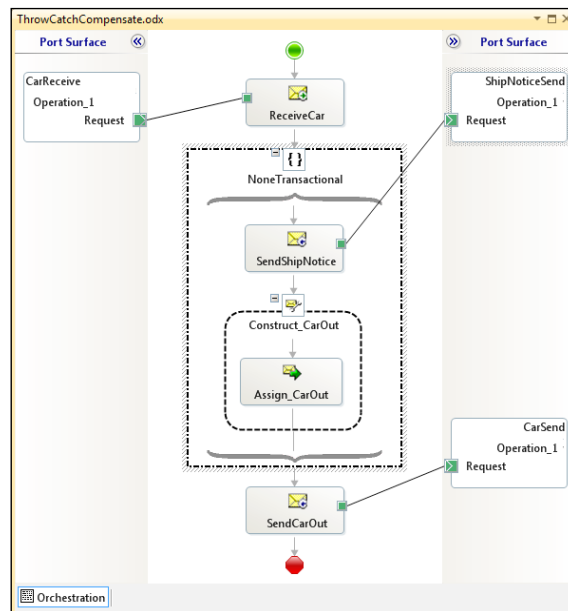 ThrowCatchCompensate.odx
Port Surface
Port Surface
CarReceive
Operation_1
Request
ReceiveCar
ShipNoticeSend
Operation_1
Request
{ }
NoneTransactional
SendShipNotice
Construct_CarOut
Assign_CarOut
CarSend
Operation_1
Request
SendCarOut
Orchestration